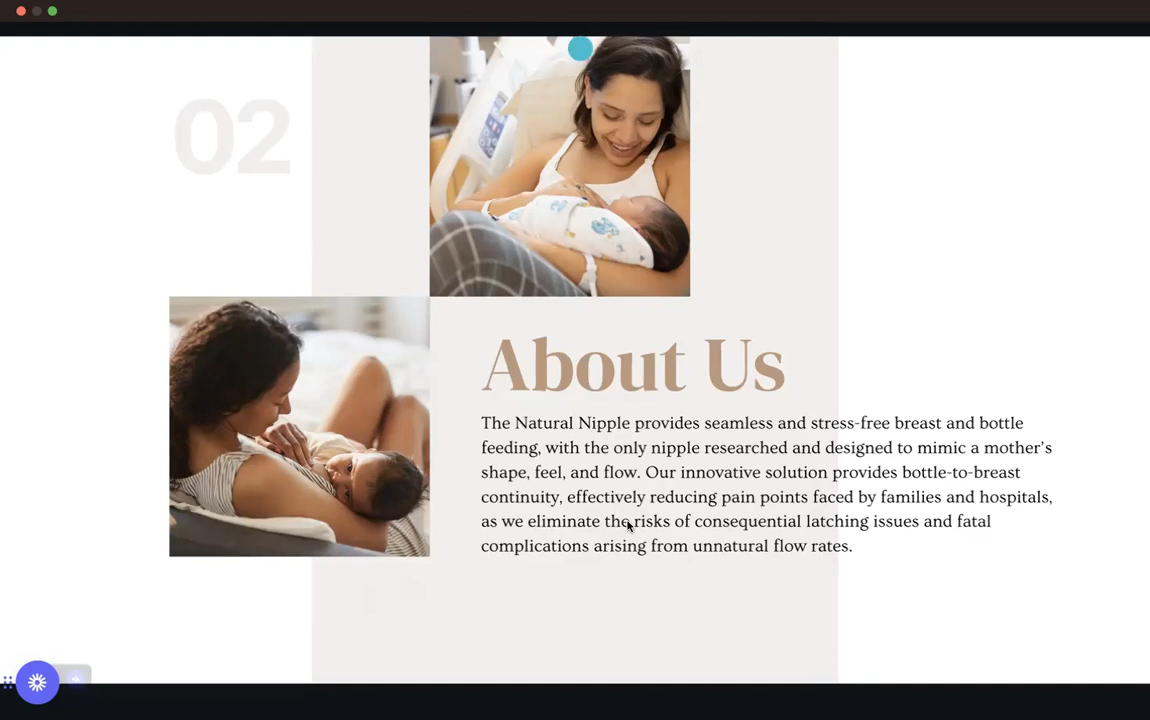 02
About Us
The Natural Nipple provides seamless and stress-free breast and bottle
feeding, with the only nipple researched and designed to mimic a mother's
shape, feel, and flow. Our innovative solution provides bottle-to-breast
continuity, effectively reducing pain points faced by families and hospitals,
as we eliminate the risks of consequential latching issues and fatal
complications arising from unnatural flow rates.